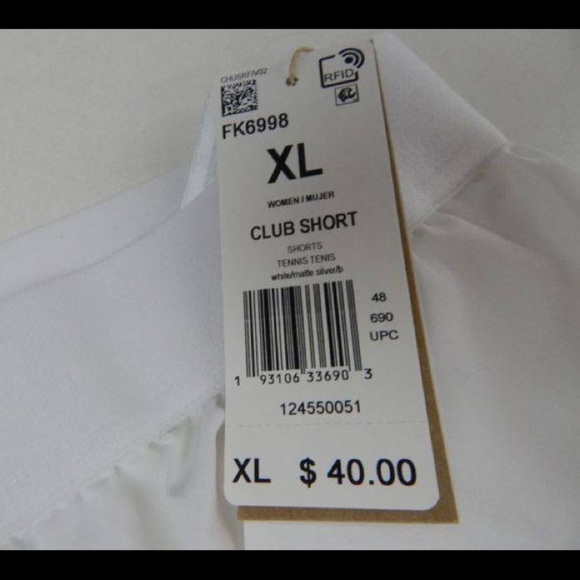 CHUSRFIV02
RFID
FK6998
XL
WOMEN / MUJER
CLUB SHORT
SHORTS
TENNIS TENIS
white/matte silver/b
48
690
UPC
1 93106 33690 3
124550051
XL $ 40.00